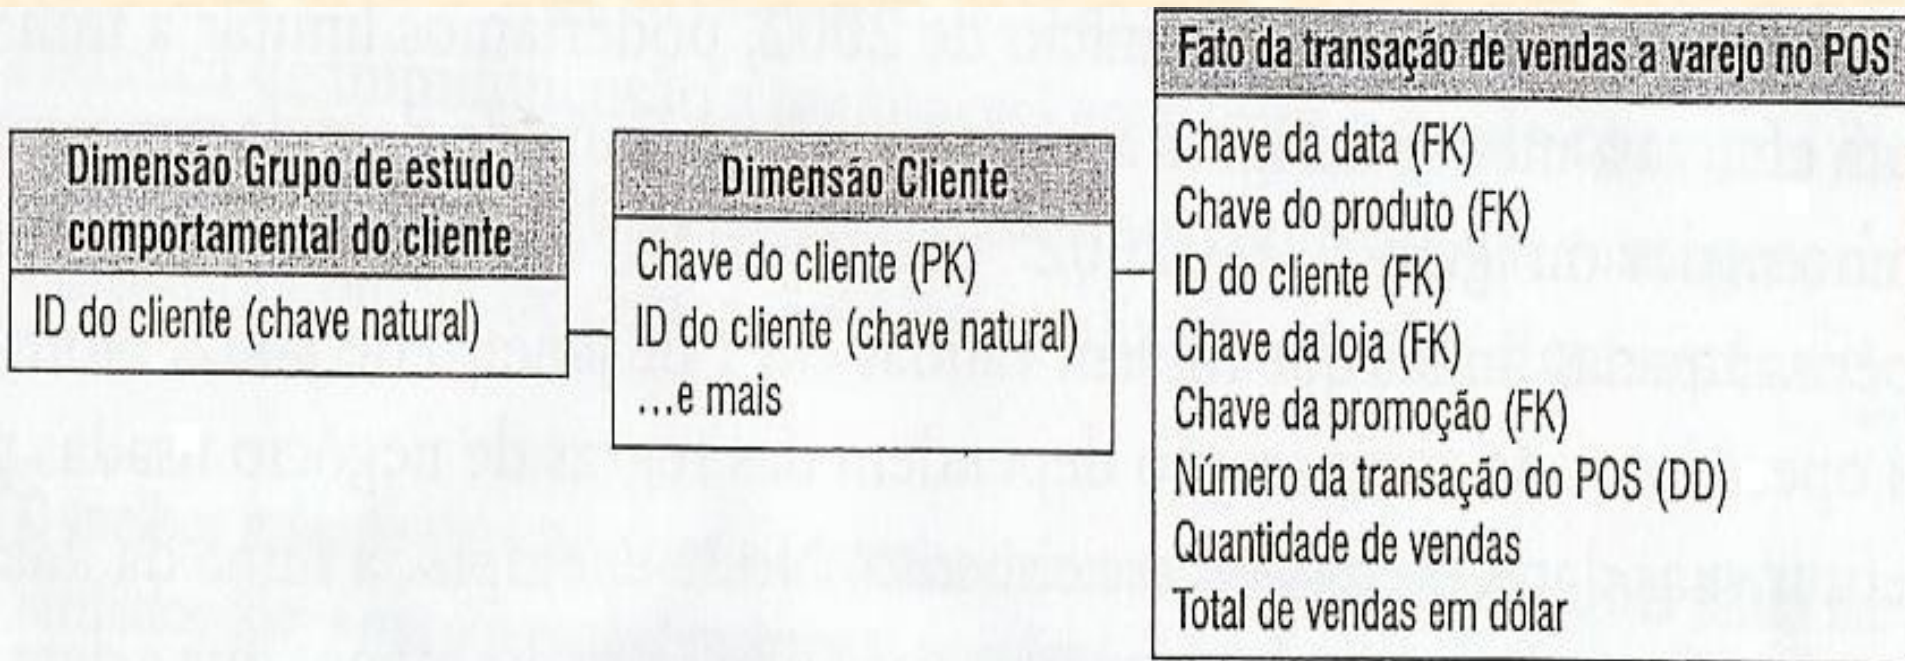 Dimensão Grupo de estudo
comportamental do cliente
ID do cliente (chave natural)
Dimensão Cliente
Chave do cliente (PK)
ID do cliente (chave natural)
...e mais
Fato da transação de vendas a varejo no POS
Chave da data (FK)
Chave do produto (FK)
ID do cliente (FK)
Chave da loja (FK)
Chave da promoção (FK)
Número da transação do POS (DD)
Quantidade de vendas
Total de vendas em dólar